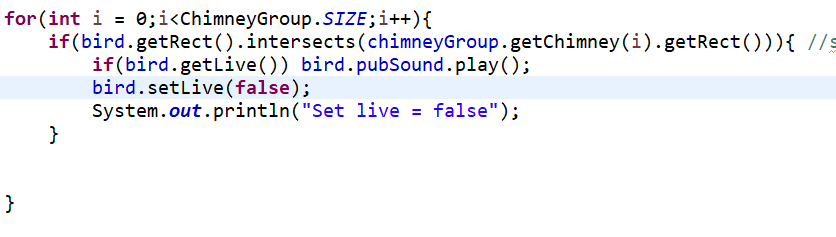 for(int i = 0;i<ChimneyGroup.SIZE;i++){
if(bird.getRect().intersects(chimneyGroup.getChimney(i).getRect())){ //s
if(bird.getLive()) bird.pubSound.play();
bird.setLive(false);
System.out.println("Set live = false");
}
}